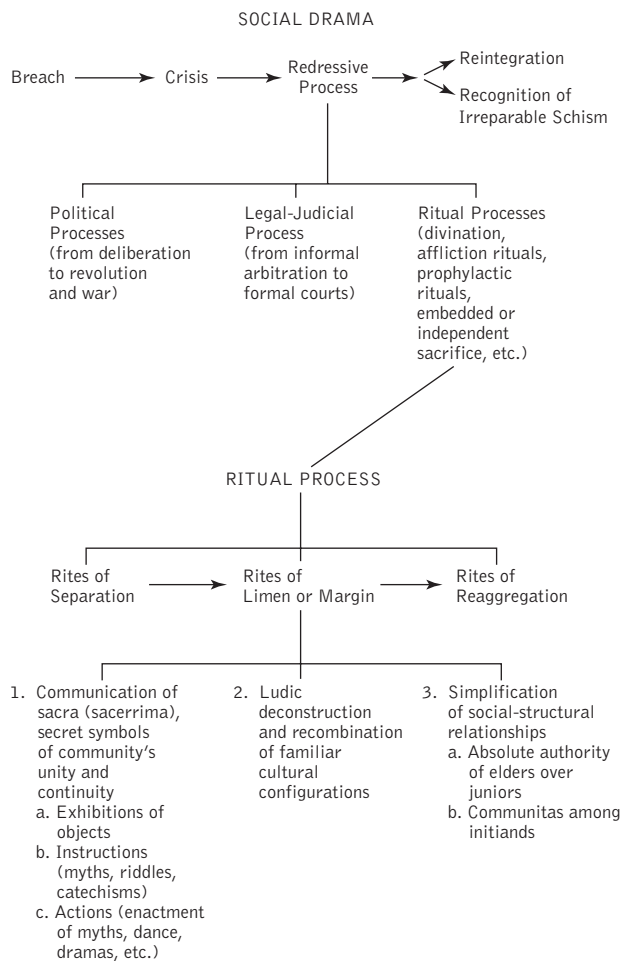 SOCIAL DRAMA
Breach
Crisis
Redressive
Process
Reintegration
Recognition of
Irreparable Schism
Political
Processes
(from deliberation
to revolution
and war)
Legal-Judicial
Process
(from informal
arbitration to
formal courts)
Ritual Processes
(divination,
affliction rituals,
prophylactic
rituals,
embedded or
independent
sacrifice, etc.)
RITUAL PROCESS
Rites of
Separation
Rites of
Limen or Margin
Rites of
Reaggregation
1. Communication of
sacra (sacerrima),
secret symbols
of community’s
unity and
continuity
a. Exhibitions of
objects
b. Instructions
(myths, riddles,
catechisms)
c. Actions (enactment
of myths, dance,
dramas, etc.)
2. Ludic
deconstruction
and recombination
of familiar
cultural
configurations
3. Simplification
of social-structural
relationships
a. Absolute authority
of elders over
juniors
b. Communitas among
initiands